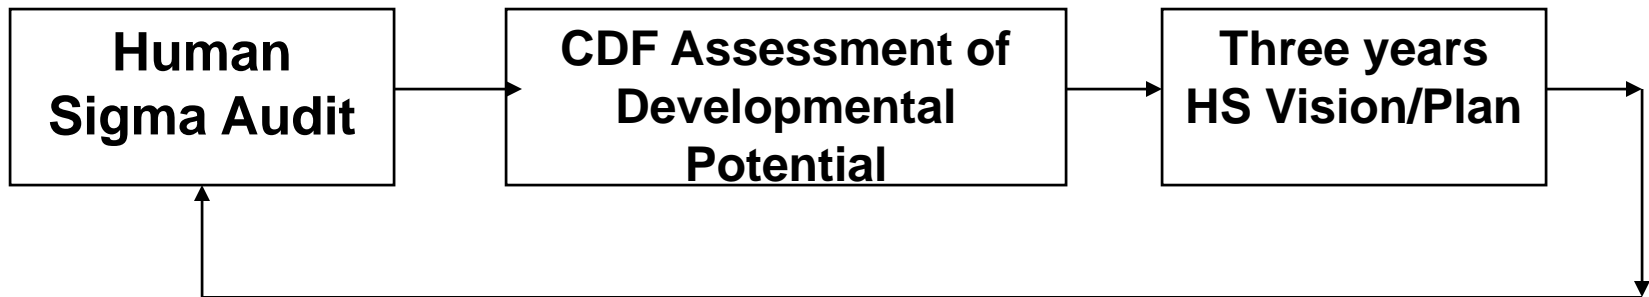 Human
Sigma Audit
CDF Assessment of
Developmental
Potential
Three years
HS Vision/Plan